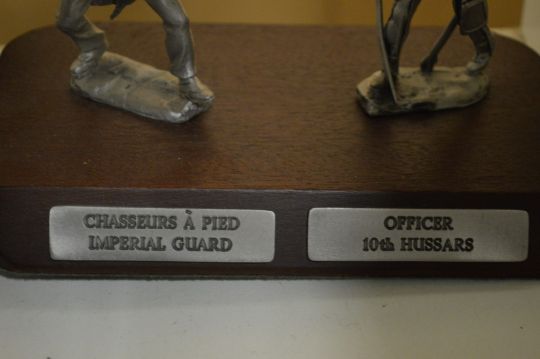 CHASSEURS À PIED
IMPERIAL GUARD
OFFICER
10th HUSSARS